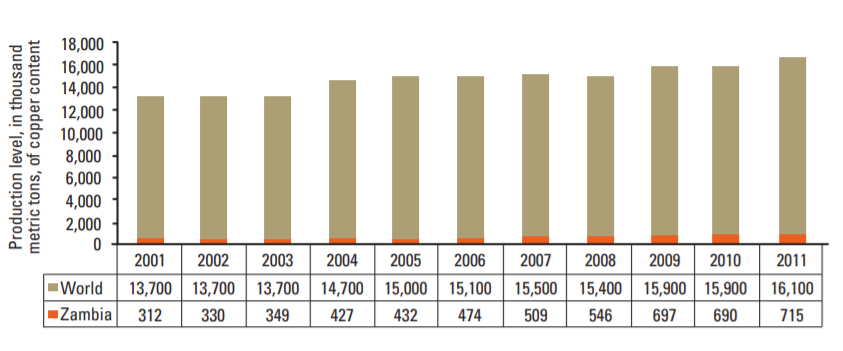 Production level, in thousand
metric tons, of copper content
18,000
16,000
14,000
12,000
10,000
8,000
6,000
4,000
2,000
0
2001 2002 2003 2004 2005 2006 2007 2008 2009 2010 2011
World 13,700 13,700 13,700 14,700 15,000 15,100 15,500 15,400 15,900 15,900 16,100
Zambia 312 330 349 427 432 474 509 546 697 690 715